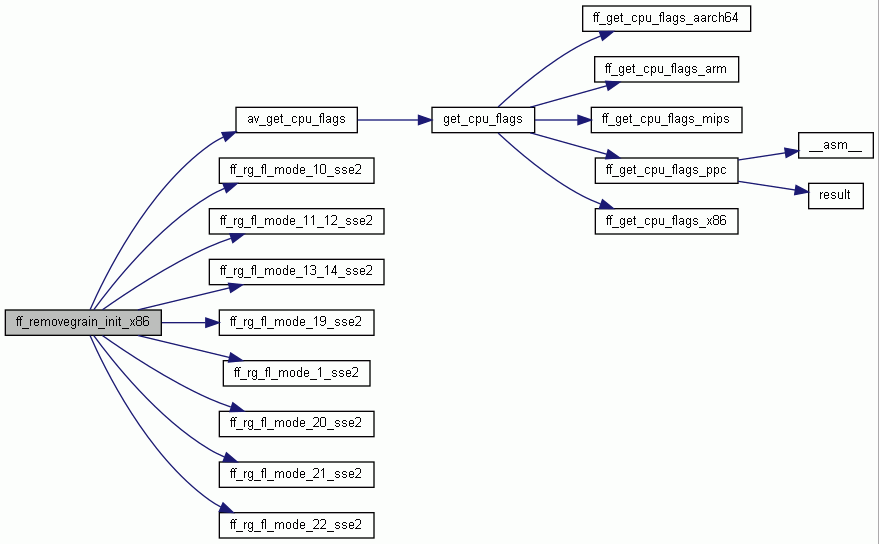 ff_removegrain_init_x86
av_get_cpu_flags
ff_rg_fl_mode_10_sse2
ff_rg_fl_mode_11_12_sse2
ff_rg_fl_mode_13_14_sse2
ff_rg_fl_mode_19_sse2
ff_rg_fl_mode_1_sse2
ff_rg_fl_mode_20_sse2
ff_rg_fl_mode_21_sse2
ff_rg_fl_mode_22_sse2
get_cpu_flags
ff_get_cpu_flags_aarch64
ff_get_cpu_flags_arm
ff_get_cpu_flags_mips
ff_get_cpu_flags_ppc
ff_get_cpu_flags_x86
__asm__
result